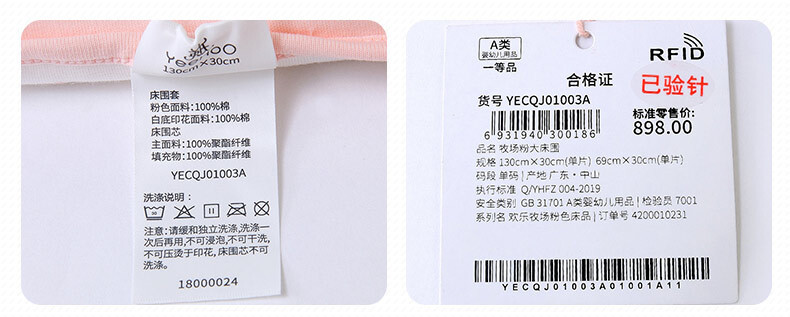 YeeHoO
130cm×30cm
床围套
粉色面料:100%棉
白底印花面料:100%棉
床围芯
主面料:100%聚酯纤维
填充物:100%聚酯纤维
YECQJ01003A
洗涤说明:
注意:请缓和独立洗涤,洗涤一
次后再用,不可浸泡,不可干洗,
不可压烫于印花,床围芯不可
洗涤。
18000024
A类
婴幼儿用品
一等品
RFID
合格证
已验针
货号 YECQJ01003A
标准零售价:
898.00
6 931940 300186
品名 牧场粉大床围
规格 130cm×30cm(单片) 69cm×30cm(单片)
码段 单码 | 产地 广东·中山
执行标准 Q/YHFZ 004-2019
安全类别 GB 31701 A类婴幼儿用品 | 检验员 7001
系列名 欢乐牧场粉色床品 | 订单号 4200010231
YECQJ01003A01001A11